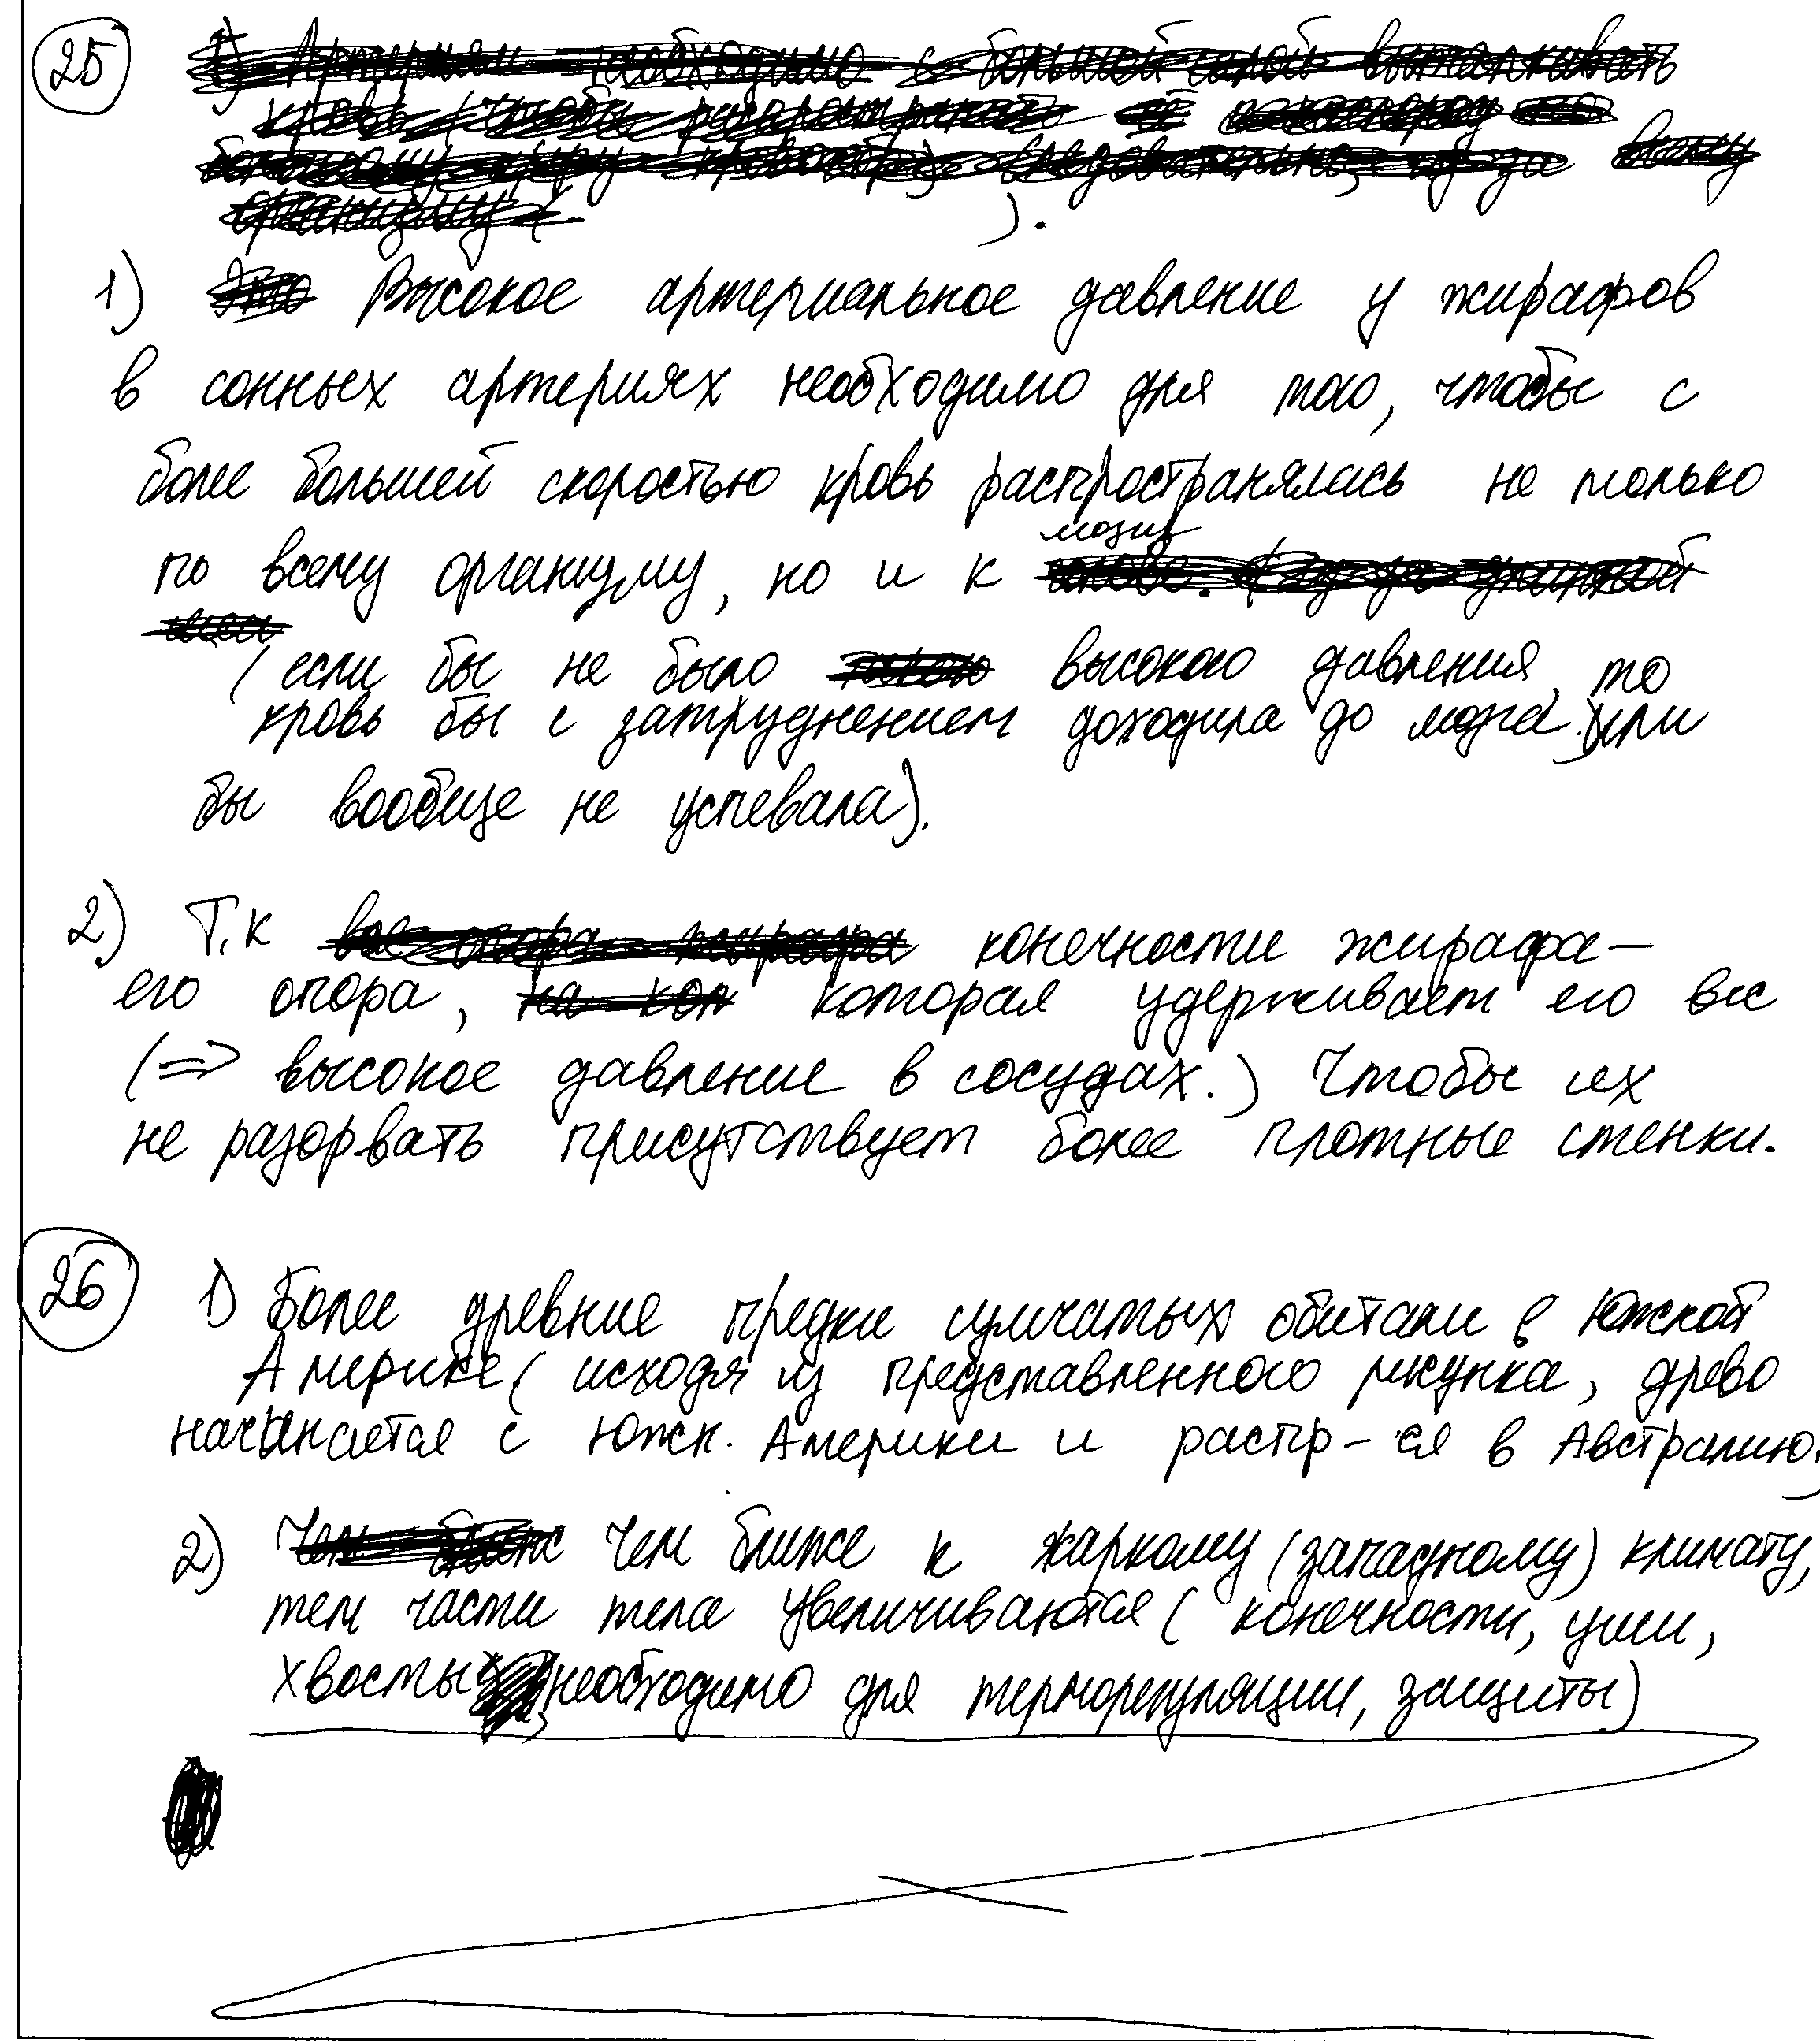 25
1) Высокое артериальное давление у жирафов
в сонных артериях необходимо для того, чтобы с
более большей скоростью кровь распространялась не только
по всему организму, но и к мозгу
(если бы не было высокого давления, то
кровь бы с затруднением доходила до мозга или
бы вообще не успевала).
2) Т.к конечности жирафа –
его опора, которая удерживает его вес
(=> высокое давление в сосудах.) Чтобы их
не разорвать присутствует более плотные стенки.
26 1) Более древние предки сумчатых обитали в Южной
Америке (исходя из представленного рисунка, древо
начинается с Южн. Америки и распр-ся в Австралию.)
2) Чем ближе к жаркому (западному) климату,
тем части тела увеличиваются (конечности, уши,
хвосты необходимо для терморегуляции, защиты)